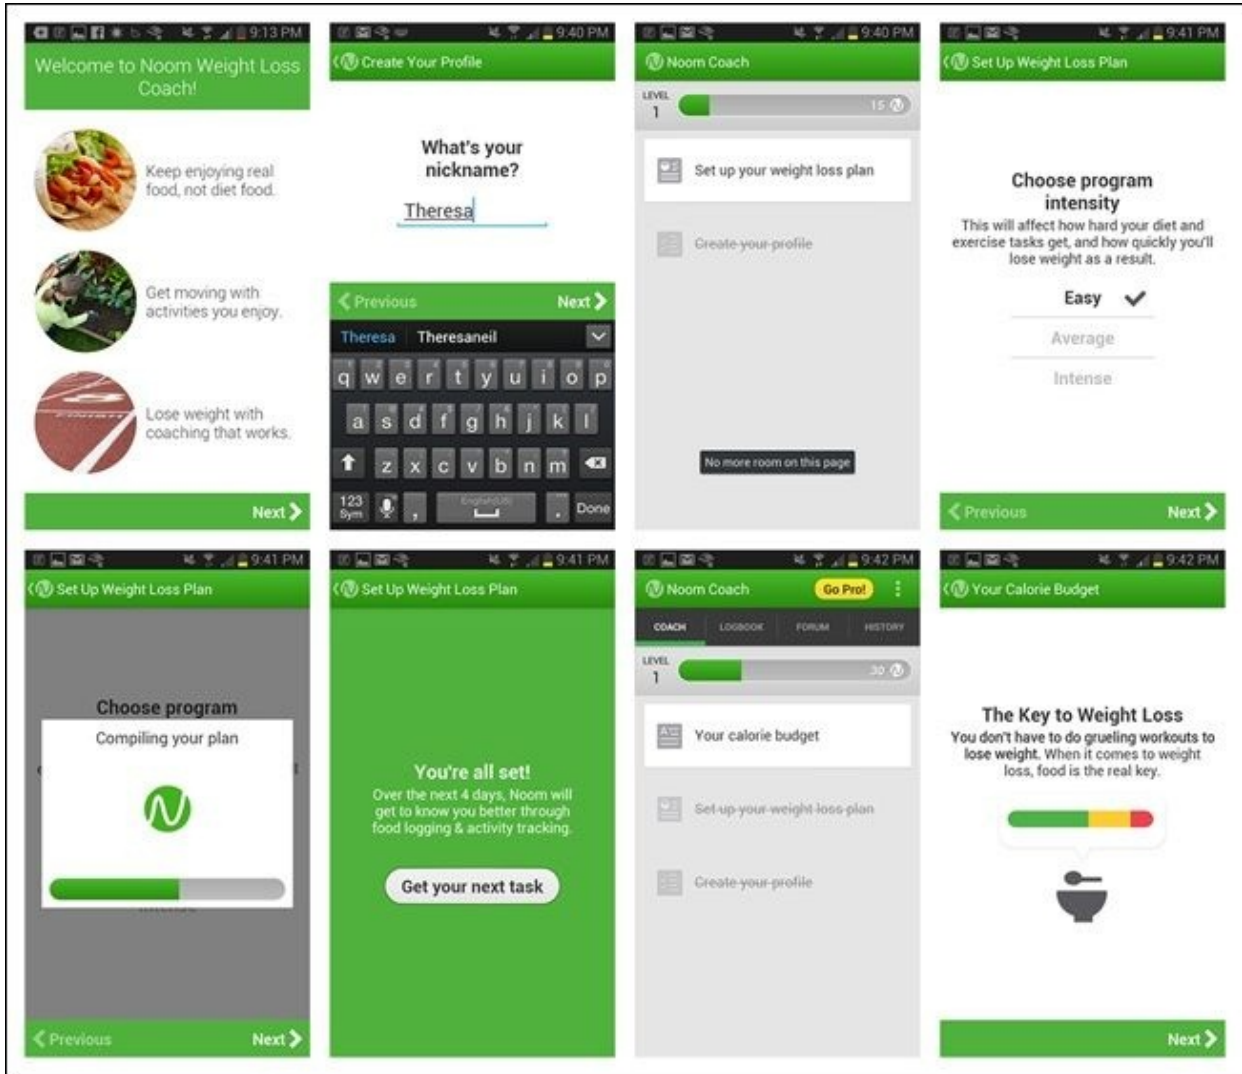 9:13 PM
Welcome to Noom Weight Loss
Coach!
Keep enjoying real
food, not diet food.
Get moving with
activities you enjoy.
Lose weight with
coaching that works.
Next
9:40 PM
Create Your Profile
What's your
nickname?
Theresa
Previous
Next
Theresa
Theresaneil
q w e r t y u i o p
a s d f g h j k l
z x c v b n m
123
Sym
,
English(US)
.
Done
9:40 PM
Noom Coach
LEVEL
1
15
Set up your weight loss plan
Create your profile
No more room on this page
9:41 PM
Set Up Weight Loss Plan
Choose program
intensity
This will affect how hard your diet and
exercise tasks get, and how quickly you'll
lose weight as a result.
Easy
Average
Intense
Previous
Next
9:41 PM
Set Up Weight Loss Plan
Choose program
Compiling your plan
Previous
Next
9:41 PM
Set Up Weight Loss Plan
You're all set!
Over the next 4 days, Noom will
get to know you better through
food logging & activity tracking.
Get your next task
9:42 PM
Noom Coach
Go Pro!
COACH
LOGBOOK
FORUM
HISTORY
LEVEL
1
30
Your calorie budget
Set up your weight loss plan
Create your profile
9:42 PM
Your Calorie Budget
The Key to Weight Loss
You don't have to do grueling workouts to
lose weight. When it comes to weight
loss, food is the real key.
Next